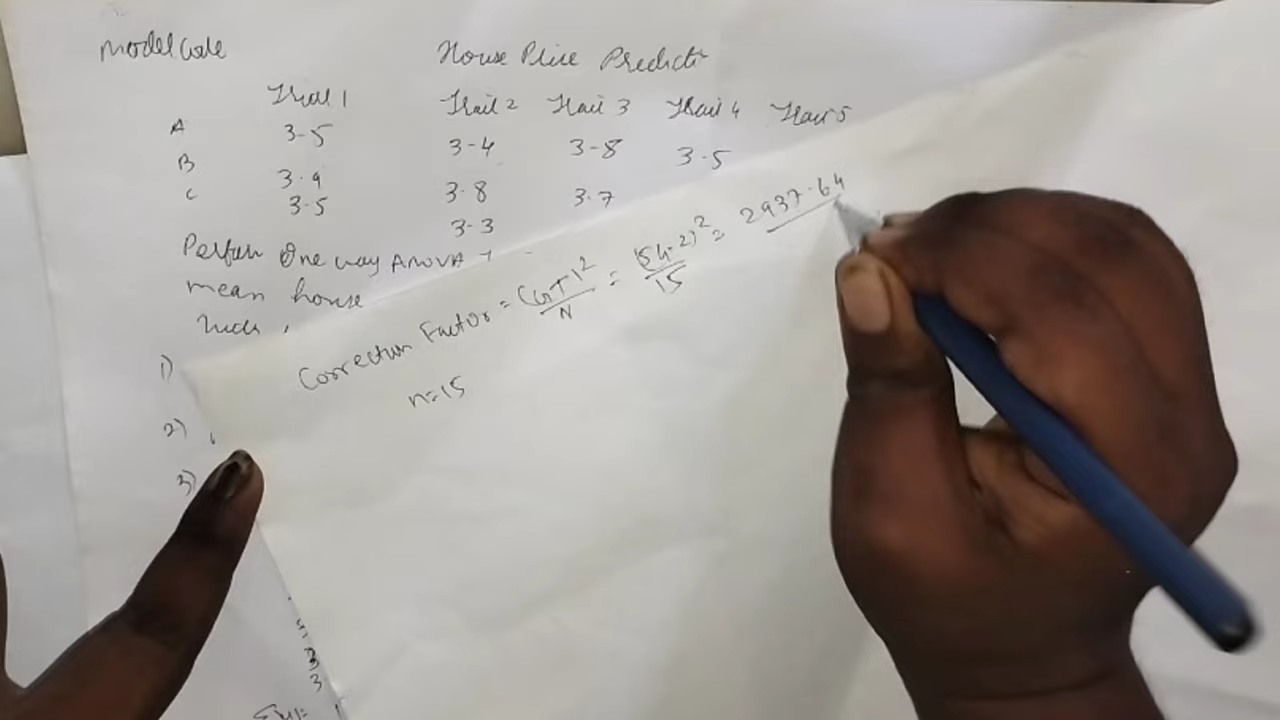 Model Code House Price Predicti
Trail 1 Trail 2 Trail 3 Trail 4 Trail 5
A 3.5 3.4 3.8 3.5
B 3.9 3.8 3.7
C 3.5 3.3
Perform One way ANOVA
mean house
1)
2)
3)
Correction Factor = (GT)² / N = (54.2)² / 15 = 2937.64
n=15